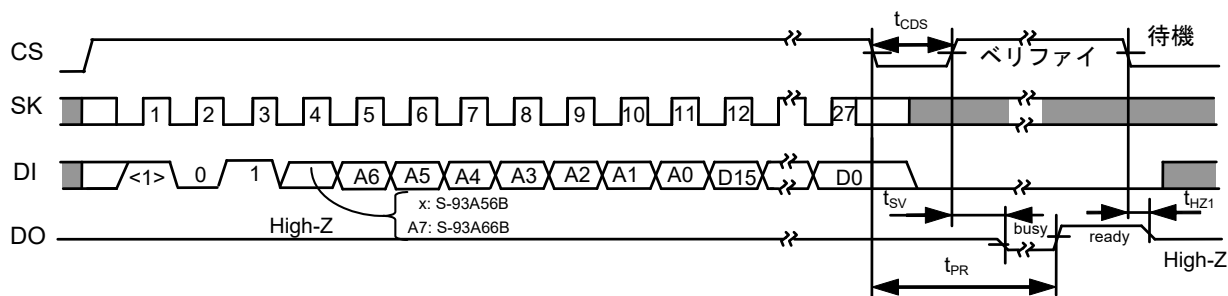 tCDS
CS ベリファイ 待機
SK 1 2 3 4 5 6 7 8 9 10 11 12 27
DI <1> 0 1 A6 A5 A4 A3 A2 A1 A0 D15 D0
x: S-93A56B
A7: S-93A66B
tSV
tHZ1
High-Z
DO busy ready High-Z
tPR